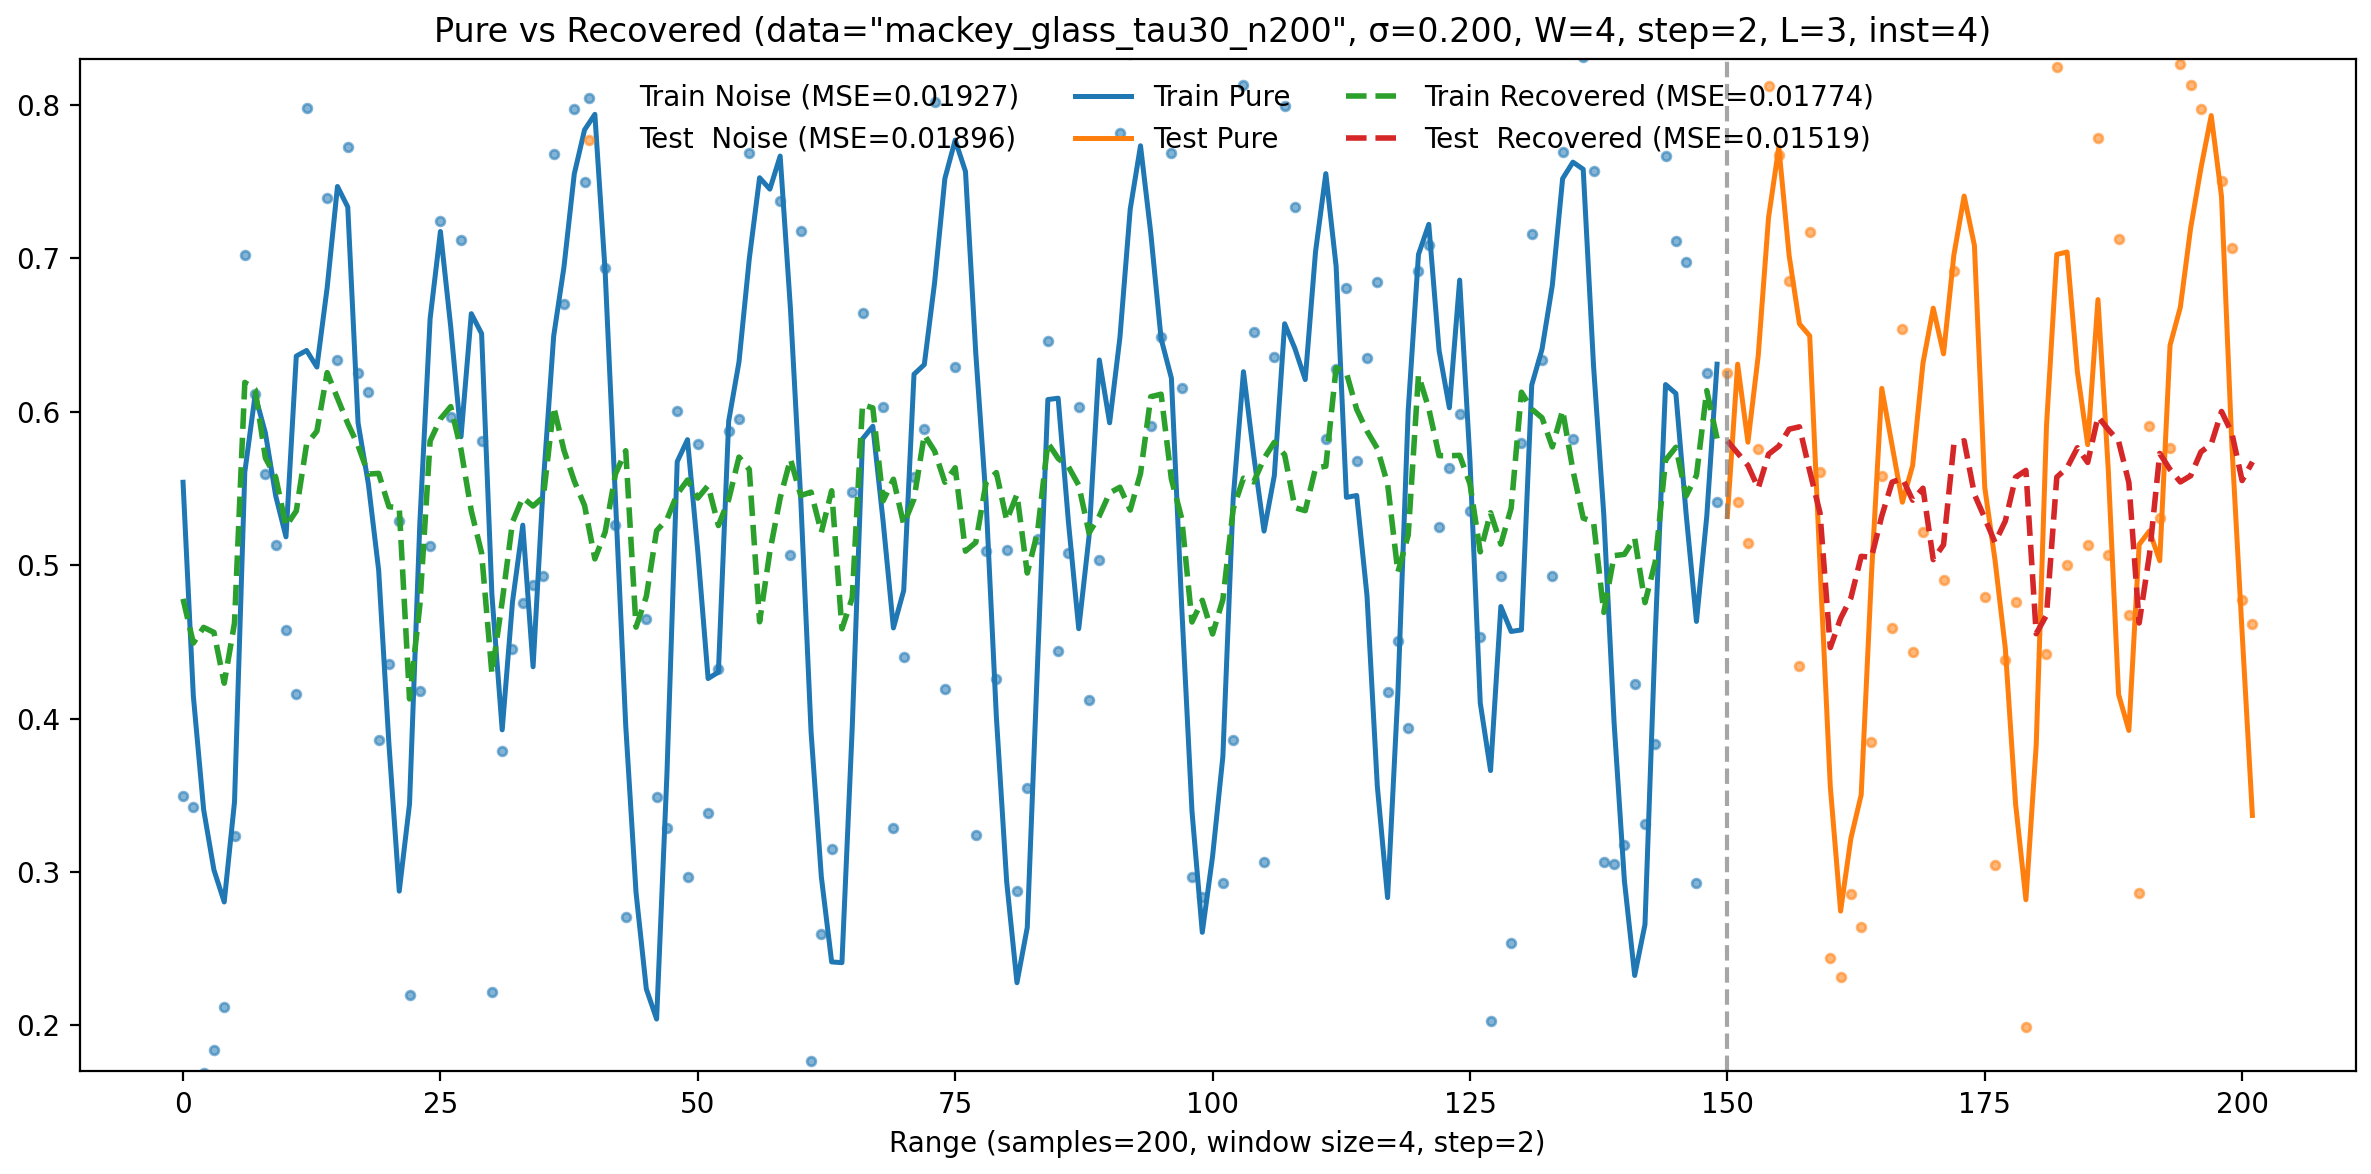 Pure vs Recovered (data="mackey_glass_tau30_n200", σ=0.200, W=4, step=2, L=3, inst=4)
Train Noise (MSE=0.01927) Train Pure Train Recovered (MSE=0.01774)
Test  Noise (MSE=0.01896) Test Pure Test  Recovered (MSE=0.01519)
0.8
0.7
0.6
0.5
0.4
0.3
0.2
0 25 50 75 100 125 150 175 200
Range (samples=200, window size=4, step=2)